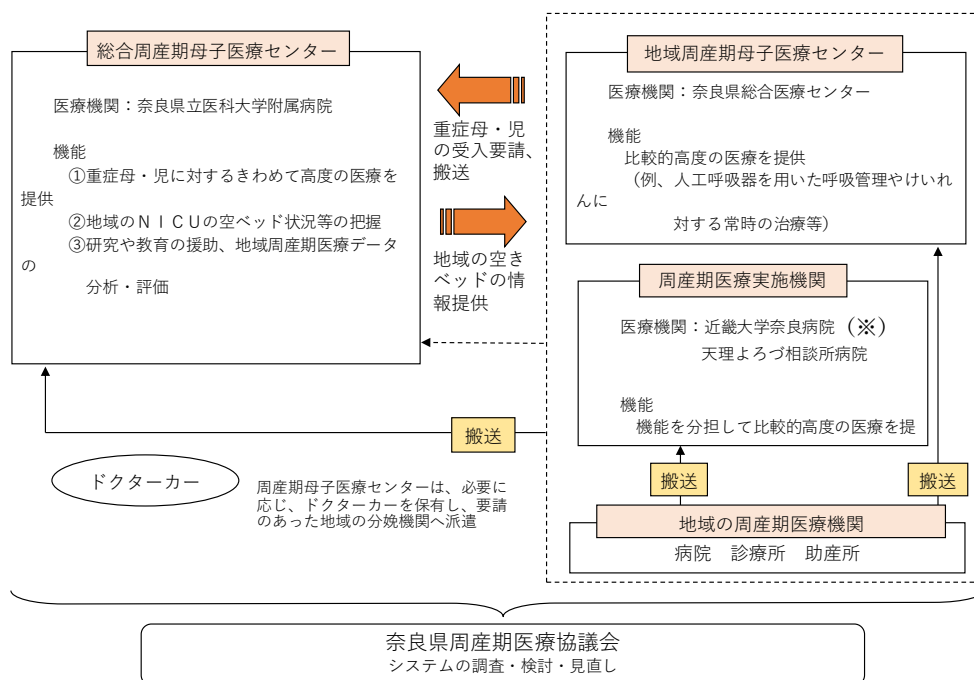 総合周産期母子医療センター
医療機関：奈良県立医科大学附属病院
機能
①重症母・児に対するきわめて高度の医療を
提供
②地域のＮＩＣＵの空ベッド状況等の把握
③研究や教育の援助、地域周産期医療データ
の
分析・評価
重症母・児
の受入要請、
搬送
地域の空き
ベッドの情
報提供
地域周産期母子医療センター
医療機関：奈良県総合医療センター
機能
比較的高度の医療を提供
（例、人工呼吸器を用いた呼吸管理やけいれ
んに
対する常時の治療等）
周産期医療実施機関
医療機関：近畿大学奈良病院（※）
天理よろづ相談所病院
機能
機能を分担して比較的高度の医療を提
搬送
搬送
搬送
ドクターカー
周産期母子医療センターは、必要に
応じ、ドクターカーを保有し、要請
のあった地域の分娩機関へ派遣
地域の周産期医療機関
病院　診療所　助産所
奈良県周産期医療協議会
システムの調査・検討・見直し